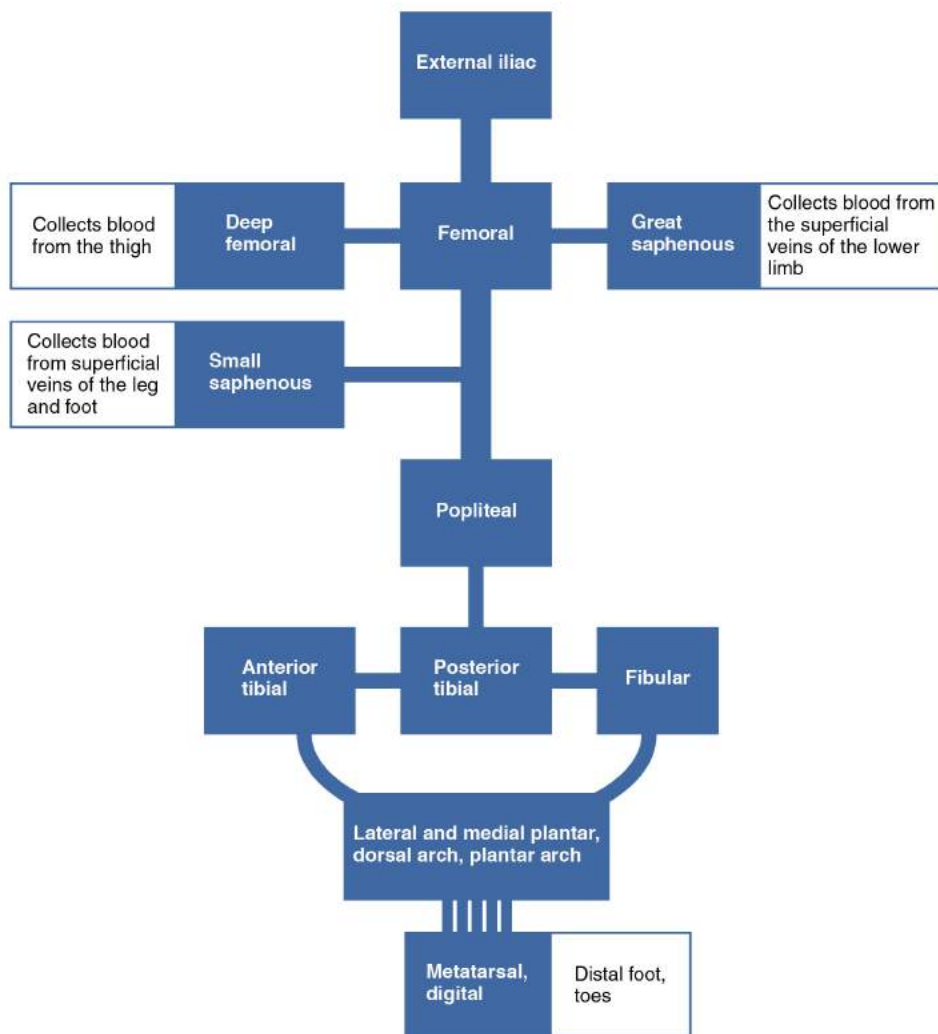 External iliac
Collects blood
from the thigh
Deep
femoral
Femoral
Great
saphenous
Collects blood from
the superficial
veins of the lower
limb
Collects blood
from superficial
veins of the leg
and foot
Small
saphenous
Popliteal
Anterior
tibial
Posterior
tibial
Fibular
Lateral and medial plantar,
dorsal arch, plantar arch
Metatarsal,
digital
Distal foot,
toes